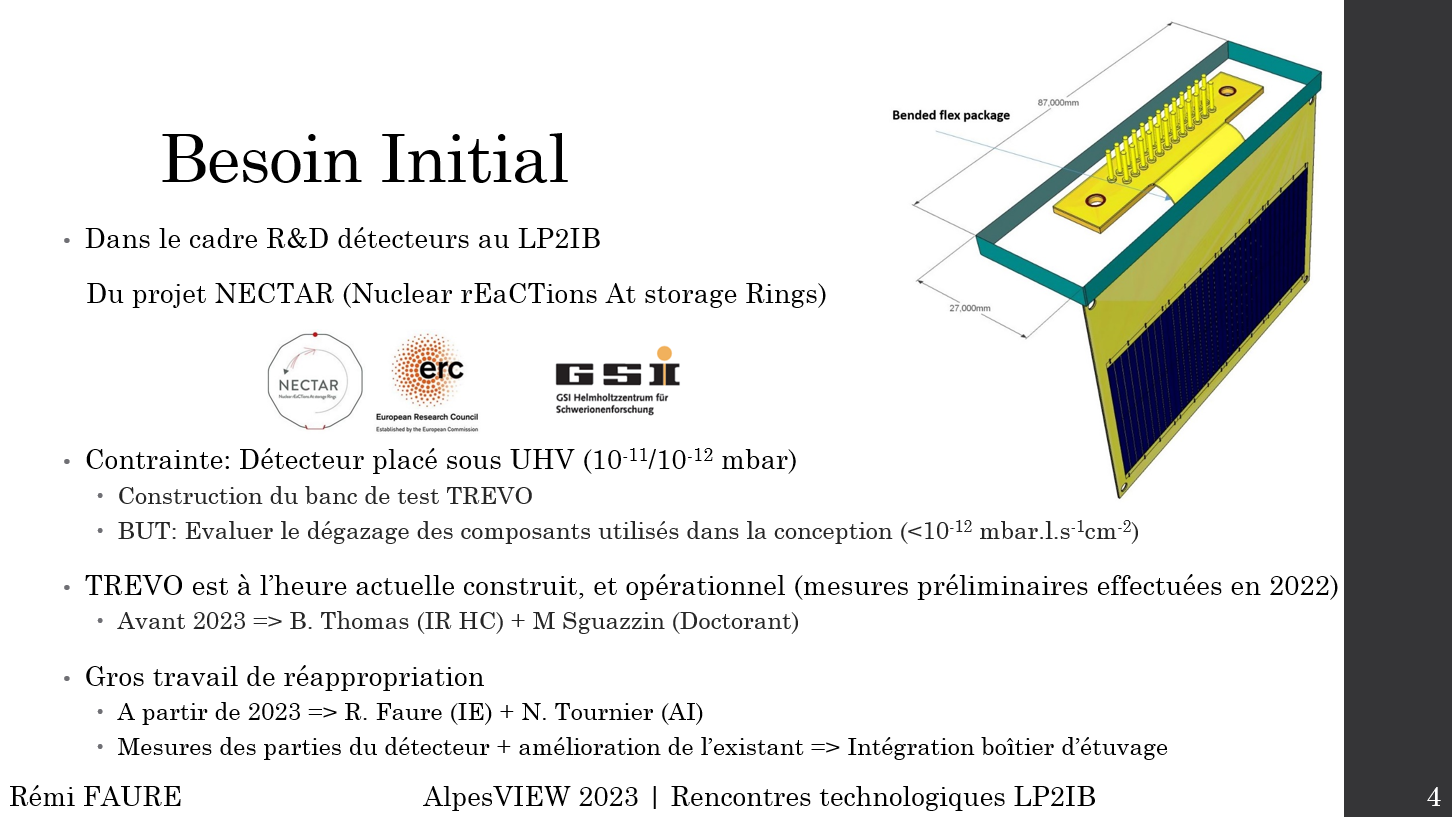 Besoin Initial
Bended flex package
87,000mm
27,000mm
• Dans le cadre R&D détecteurs au LP2IB
Du projet NECTAR (Nuclear rEaCTions At storage Rings)
NECTAR
Nuclear rEaCTions At storage Rings
erc
European Research Council
Established by the European Commission
GSI
GSI Helmholtzzentrum für
Schwerionenforschung
• Contrainte: Détecteur placé sous UHV (10⁻¹¹/10⁻¹² mbar)
• Construction du banc de test TREVO
• BUT: Evaluer le dégazage des composants utilisés dans la conception (<10⁻¹² mbar.l.s⁻¹cm⁻²)
• TREVO est à l’heure actuelle construit, et opérationnel (mesures préliminaires effectuées en 2022)
• Avant 2023 => B. Thomas (IR HC) + M Sguazzin (Doctorant)
• Gros travail de réappropriation
• A partir de 2023 => R. Faure (IE) + N. Tournier (AI)
• Mesures des parties du détecteur + amélioration de l’existant => Intégration boîtier d’étuvage
Rémi FAURE
AlpesVIEW 2023 | Rencontres technologiques LP2IB
4